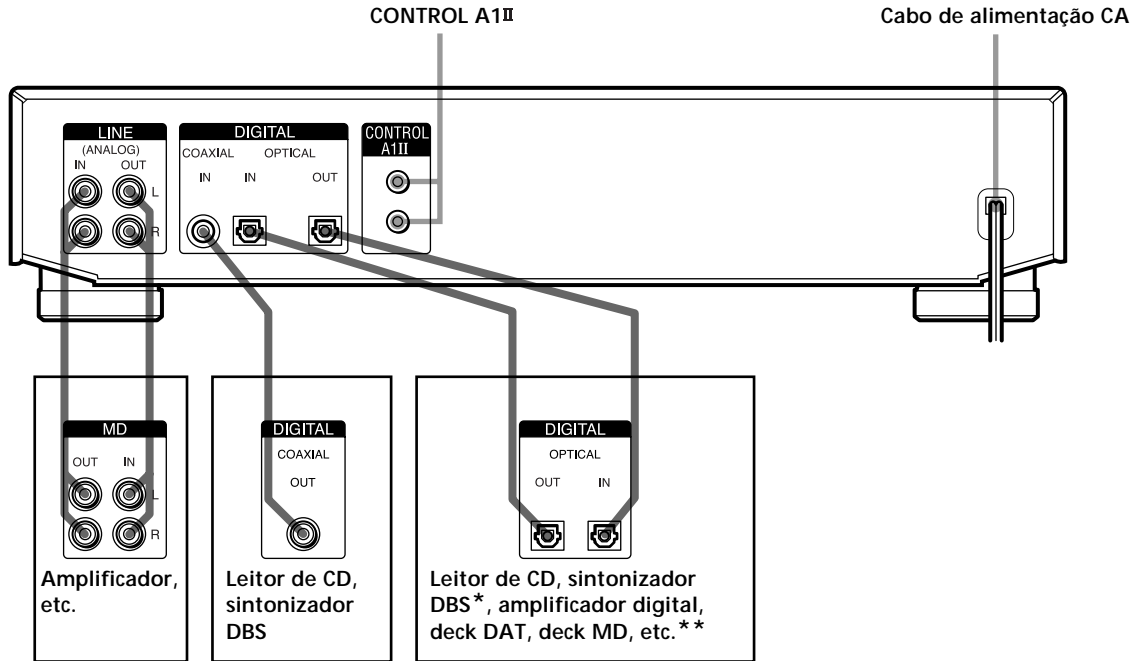 CONTROL A1II
Cabo de alimentação CA
LINE
(ANALOG)
IN OUT
L
R
DIGITAL
COAXIAL OPTICAL
IN IN OUT
CONTROL
A1II
MD
OUT IN
L
R
Amplificador,
etc.
DIGITAL
COAXIAL
OUT
Leitor de CD,
sintonizador
DBS
DIGITAL
OPTICAL
OUT IN
Leitor de CD, sintonizador
DBS*, amplificador digital,
deck DAT, deck MD, etc.**